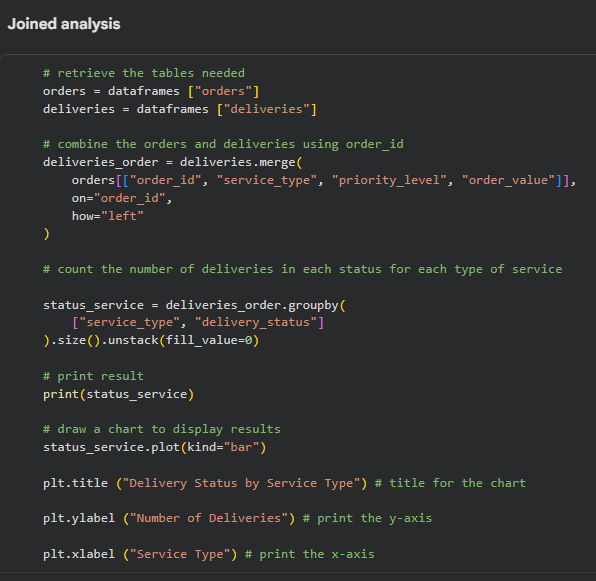 Joined analysis
# retrieve the tables needed
orders = dataframes ["orders"]
deliveries = dataframes ["deliveries"]
# combine the orders and deliveries using order_id
deliveries_order = deliveries.merge(
    orders[["order_id", "service_type", "priority_level", "order_value"]],
    on="order_id",
    how="left"
)
# count the number of deliveries in each status for each type of service
status_service = deliveries_order.groupby(
    ["service_type", "delivery_status"]
).size().unstack(fill_value=0)
# print result
print(status_service)
# draw a chart to display results
status_service.plot(kind="bar")
plt.title ("Delivery Status by Service Type") # title for the chart
plt.ylabel ("Number of Deliveries") # print the y-axis
plt.xlabel ("Service Type") # print the x-axis